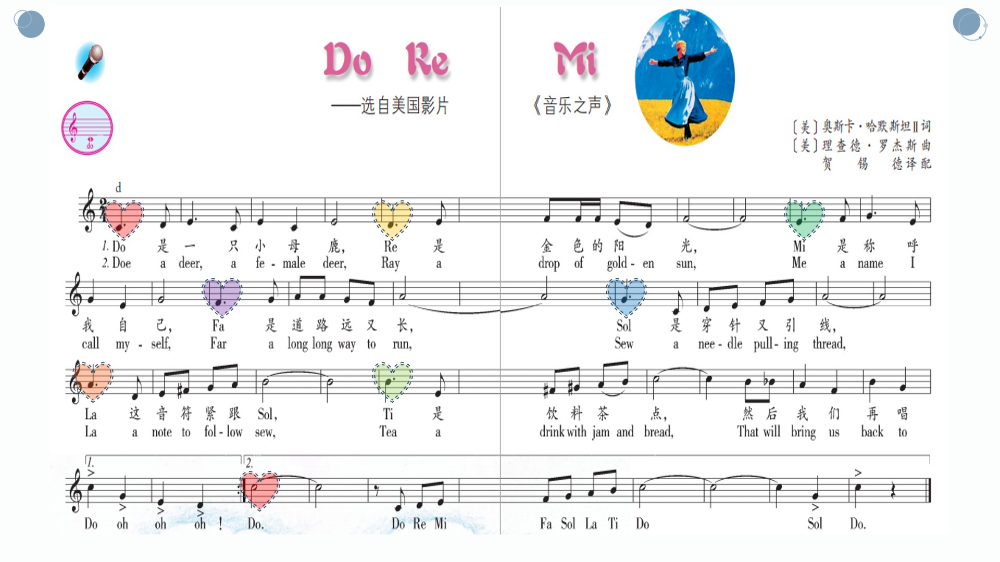 Do Re Mi
——选自美国影片《音乐之声》
〔美〕奥斯卡·哈默斯坦Ⅱ词
〔美〕理查德·罗杰斯曲
贺锡德译配
do
d
2
1. Do 是 一 只 小 母 鹿， Re 是 金 色 的 阳 光， Mi 是 称 呼
2. Doe a deer, a fe - male deer, Ray a drop of gold - en sun, Me a name I
我 自 己， Fa 是 道 路 远 又 长， Sol 是 穿 针 又 引 线，
call my - self, Far a long long way to run, Sew a nee - dle pull - ing thread,
La 这 音 符 紧 跟 Sol， Ti 是 饮 料 茶 点， 然 后 我 们 再 唱
La a note to fol - low sew, Tea a drink with jam and bread, That will bring us back to
1. 2.
Do oh oh oh ! Do. Do Re Mi Fa Sol La Ti Do Sol Do.